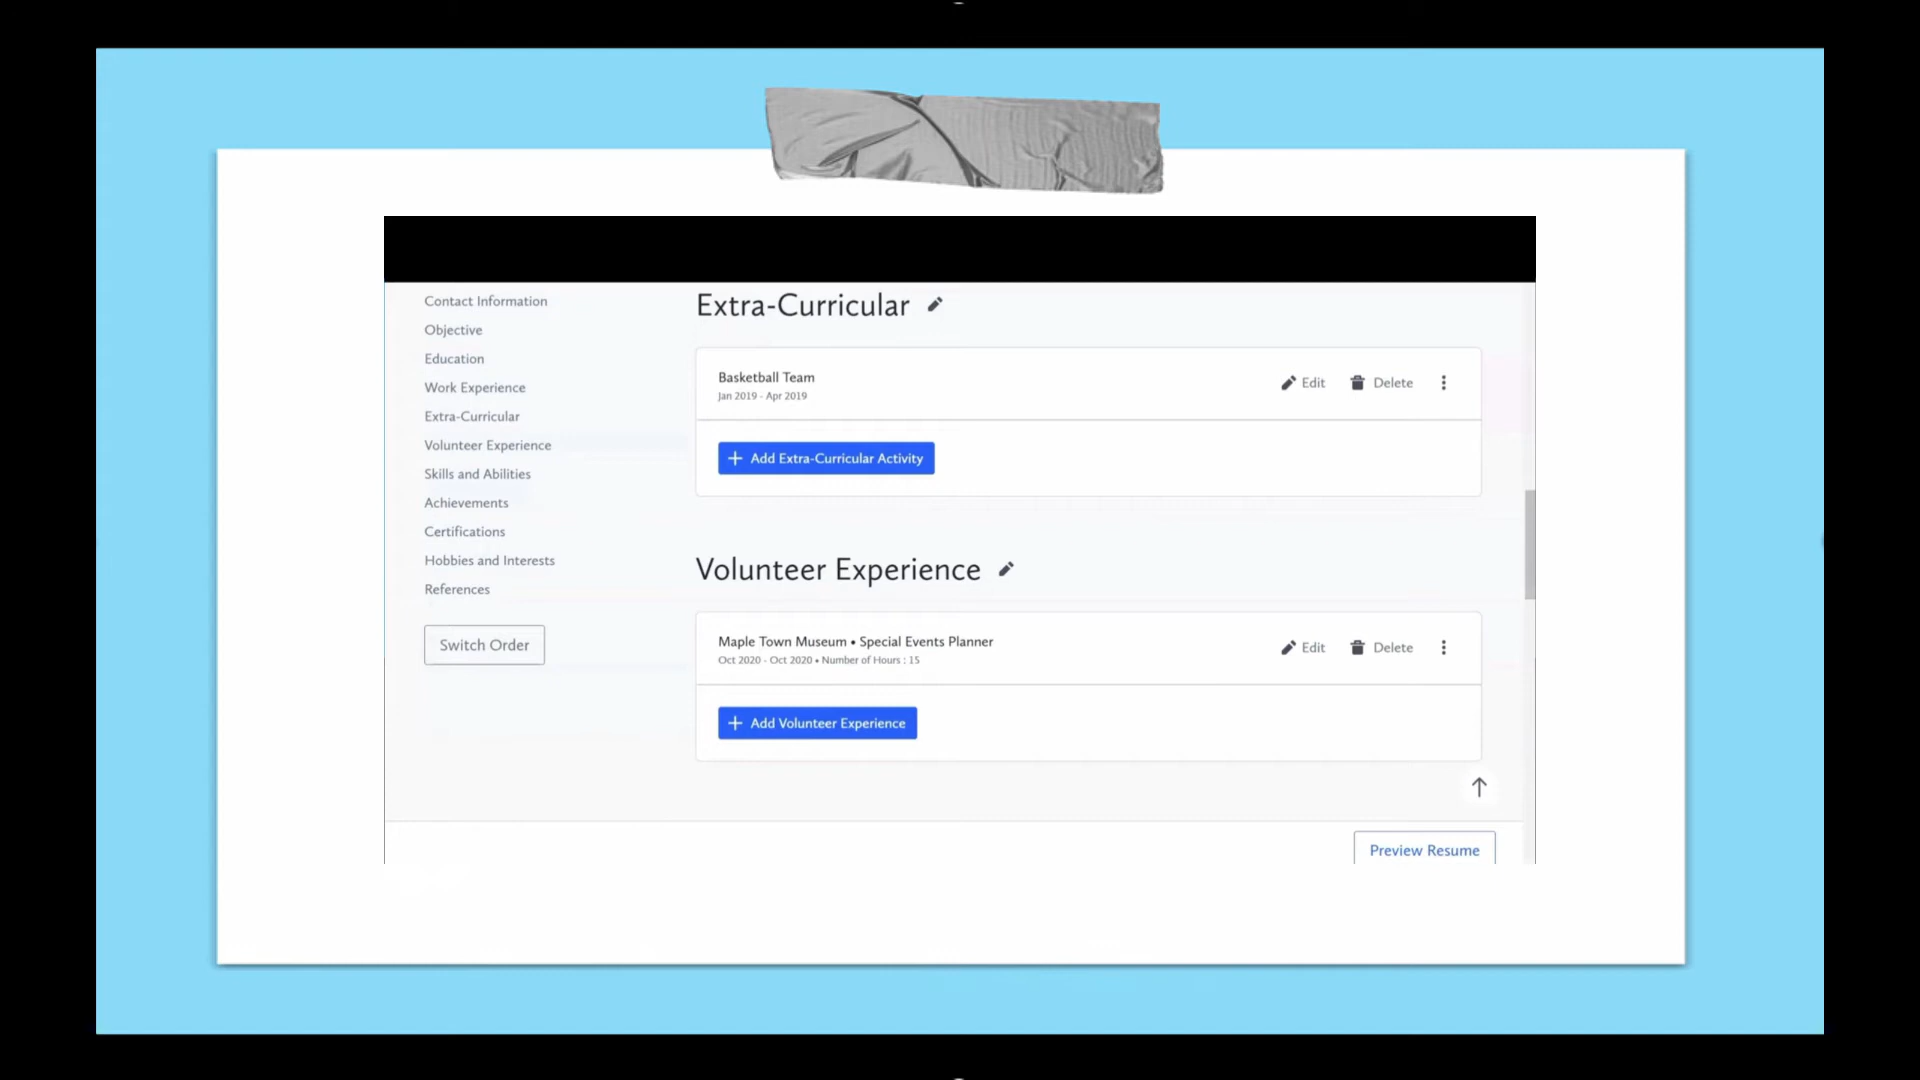 Contact Information
Objective
Education
Work Experience
Extra-Curricular
Volunteer Experience
Skills and Abilities
Achievements
Certifications
Hobbies and Interests
References
Switch Order
Extra-Curricular
Basketball Team
Jan 2019 - Apr 2019
Edit
Delete
+ Add Extra-Curricular Activity
Volunteer Experience
Maple Town Museum • Special Events Planner
Oct 2020 - Oct 2020 • Number of Hours : 15
Edit
Delete
+ Add Volunteer Experience
Preview Resume